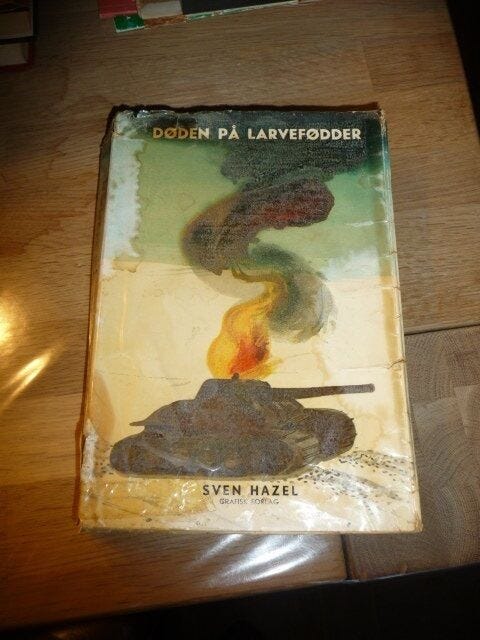 DØDEN PÅ LARVEFØDDER
SVEN HAZEL
GRAFISK FORLAG